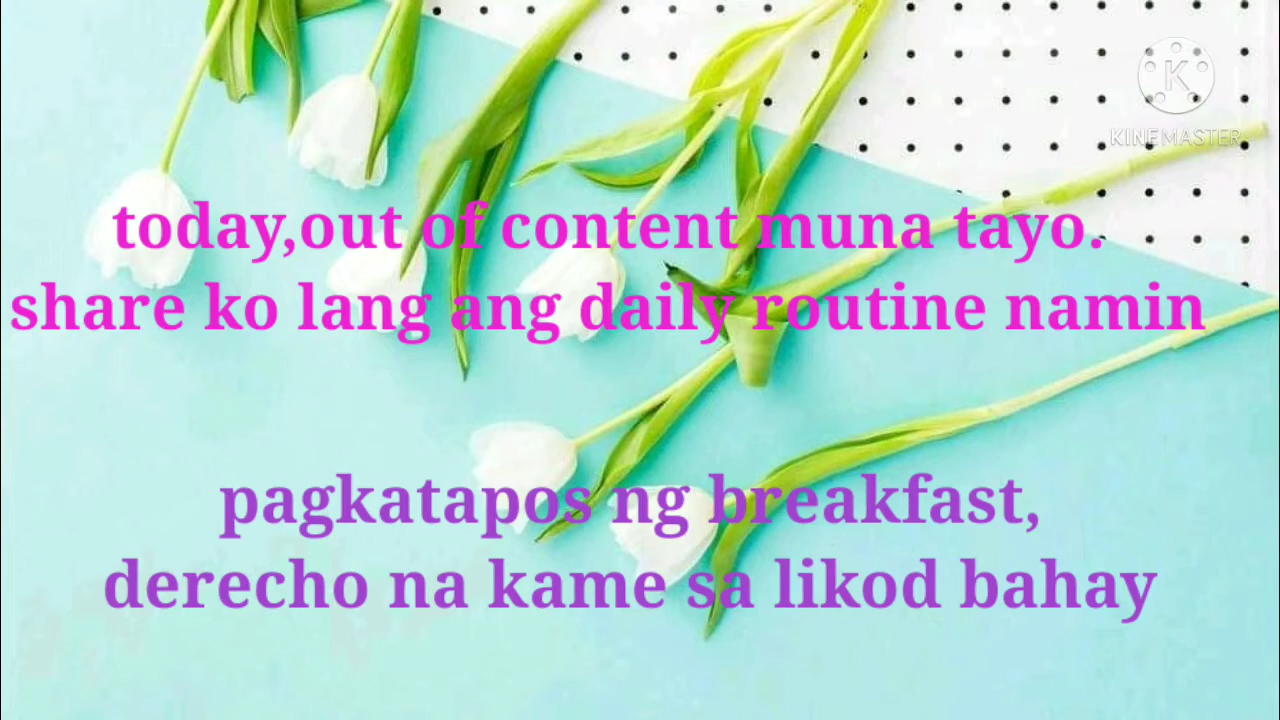 KINEMASTER
today,out of content muna tayo.
share ko lang ang daily routine namin
pagkatapos ng breakfast,
derecho na kame sa likod bahay